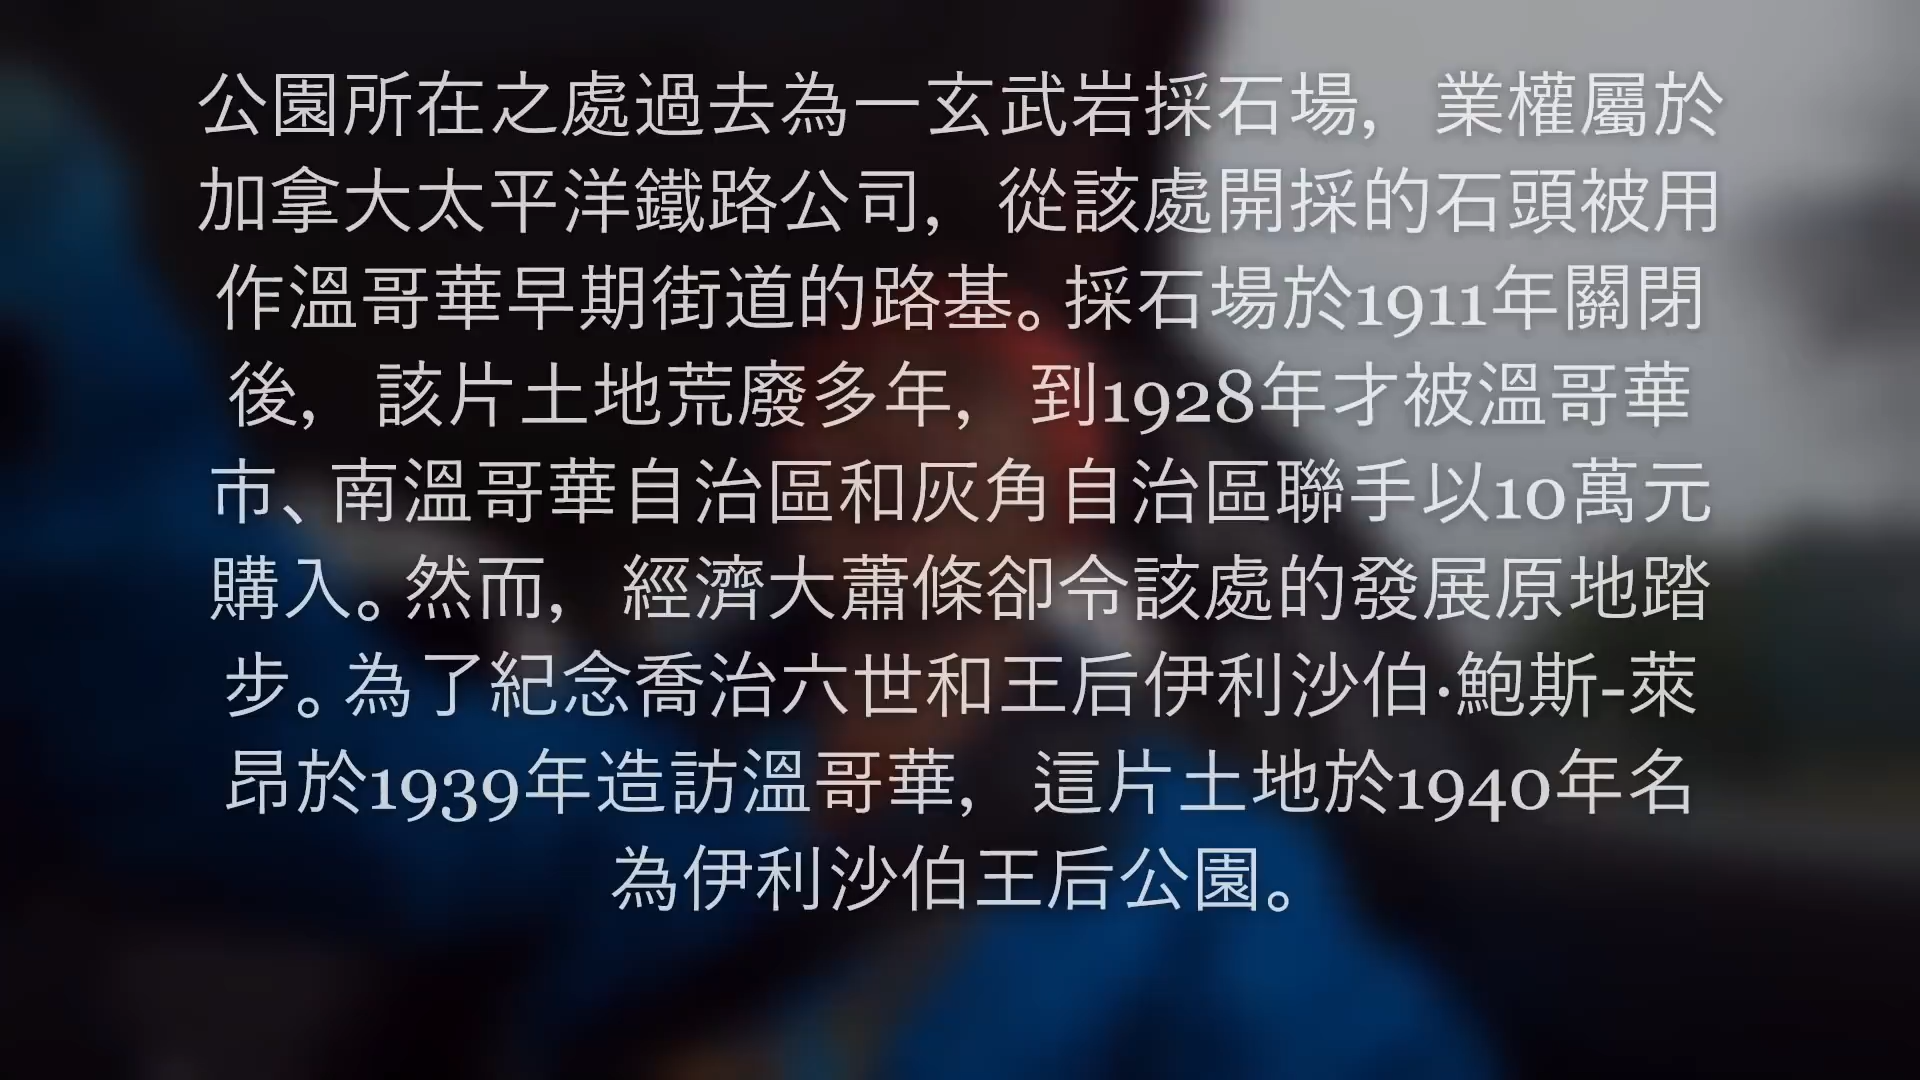 公園所在之處過去為一玄武岩採石場，業權屬於
加拿大太平洋鐵路公司，從該處開採的石頭被用
作溫哥華早期街道的路基。採石場於1911年關閉
後，該片土地荒廢多年，到1928年才被溫哥華
市、南溫哥華自治區和灰角自治區聯手以10萬元
購入。然而，經濟大蕭條卻令該處的發展原地踏
步。為了紀念喬治六世和王后伊利沙伯·鮑斯-萊
昂於1939年造訪溫哥華，這片土地於1940年名
為伊利沙伯王后公園。